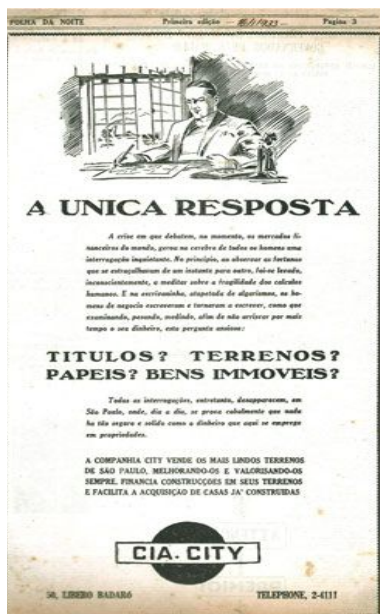 FOLHA DA NOITE Primeira edição — Pagina 3
A UNICA RESPOSTA
A crise em que debatem, no momento, os mercados fi-
nanceiros do mundo, gerou no cerebro de todos os homens uma
interrogação inquietante. No principio, ao observar as fortunas
que se estraçalhavam de um instante para outro, foi-se levado,
inconscientemente, a meditar sobre a fragilidade dos calculos
humanos. E na escrivaninha, atapetada de algarismos, os ho-
mens de negocio escreveram e tornaram a escrever, como que
examinando, pesando, medindo, afim de não arriscar por mais
tempo o seu dinheiro, esta pergunta ansiosa:
TITULOS? TERRENOS?
PAPEIS? BENS IMMOVEIS?
Todas as interrogações, entretanto, desapparecem, em
São Paulo, onde, dia a dia, se prova cabalmente que nada
ha tão seguro e solido como o dinheiro que aqui se emprega
em propriedades.
A COMPANHIA CITY VENDE OS MAIS LINDOS TERRENOS
DE SÃO PAULO, MELHORANDO-OS E VALORISANDO-OS
SEMPRE. FINANCIA CONSTRUCÇÕES EM SEUS TERRENOS
E FACILITA A ACQUISIÇÃO DE CASAS JA' CONSTRUIDAS
CIA. CITY
50, LIBERO BADARÓ TELEPHONE, 2-4111